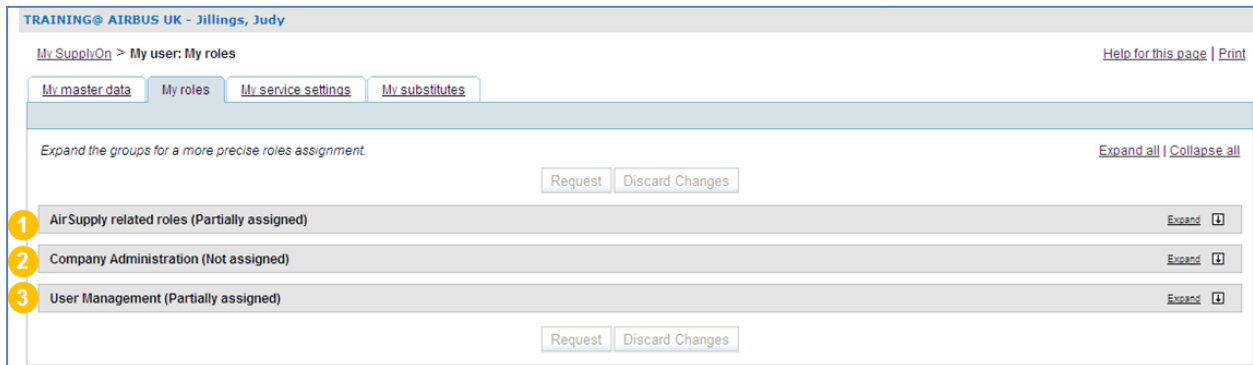 TRAINING@ AIRBUS UK - Jillings, Judy
My SupplyOn > My user: My roles Help for this page | Print
My master data My roles My service settings My substitutes
Expand the groups for a more precise roles assignment. Expand all | Collapse all
Request Discard Changes
1 AirSupply related roles (Partially assigned) Expand
2 Company Administration (Not assigned) Expand
3 User Management (Partially assigned) Expand
Request Discard Changes